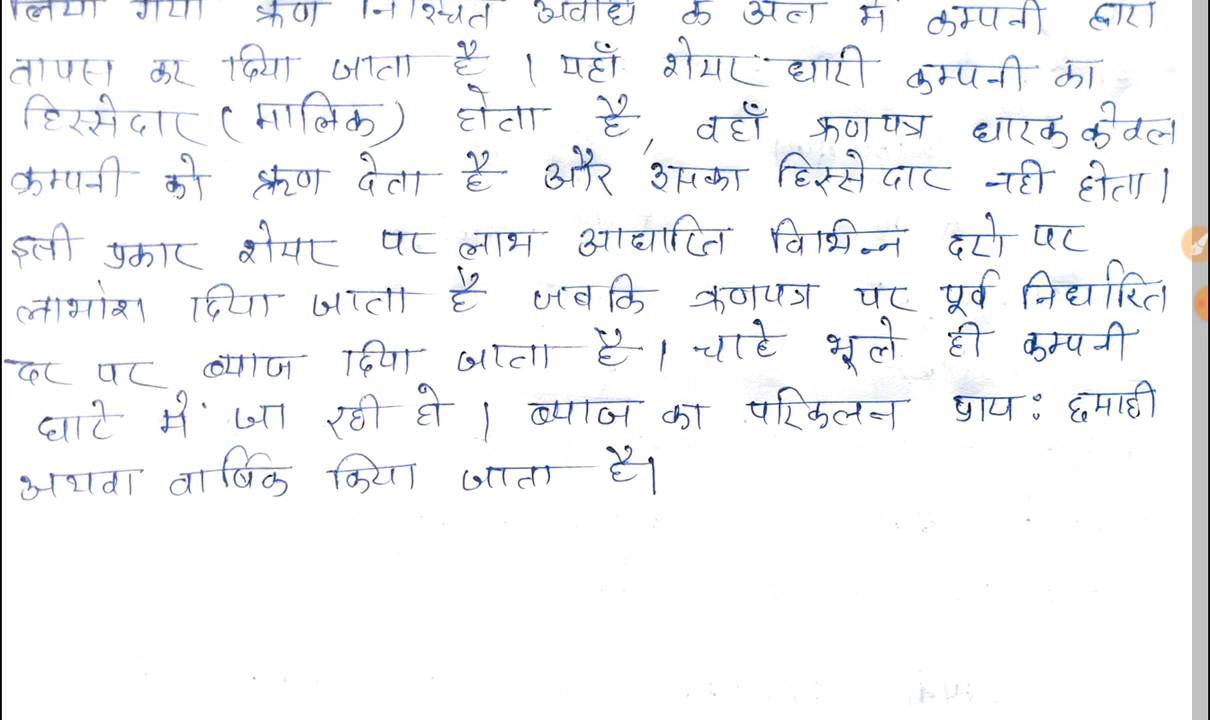 लिया गया ऋण निश्चित अवधि के अंत में कम्पनी द्वारा
वापस कर दिया जाता है । यहाँ शेयर धारी कम्पनी का
हिस्सेदार (मालिक) होता है, वहाँ ऋणपत्र धारक केवल
कम्पनी को ऋण देता है और उसका हिस्सेदार नही होता।
इसी प्रकार शेयर पर लाभ आधारित विभिन्न दरो पर
लाभांश दिया जाता है जबकि ऋणपत्र पर पूर्व निर्धारित
दर पर ब्याज दिया जाता है। चाहे भूले ही कम्पनी
घाटे में जा रही हो । ब्याज का परिकलन प्राय: छमाही
अथवा वार्षिक किया जाता है।